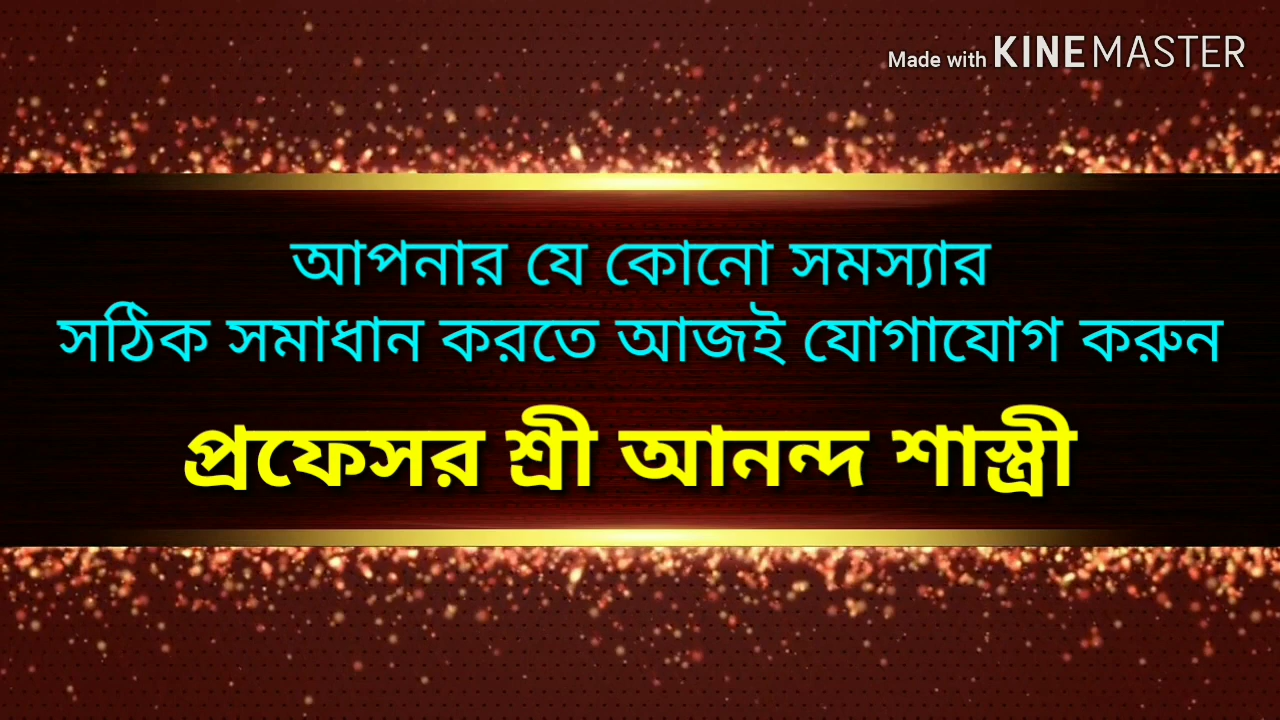 Made with KINEMASTER
আপনার যে কোনো সমস্যার
সঠিক সমাধান করতে আজই যোগাযোগ করুন
প্রফেসর শ্রী আনন্দ শাস্ত্রী